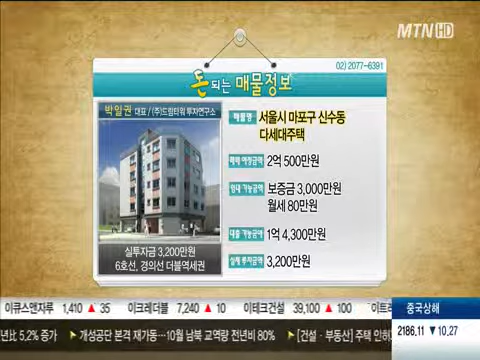 MTN HD
02) 2077-6391
돈 되는 매물정보
박일권 대표 / (주)드림타워 투자연구소
실투자금 3,200만원
6호선, 경의선 더블역세권
매물명 서울시 마포구 신수동
다세대주택
매매 예정금액 2억 500만원
임대 가능금액 보증금 3,000만원
월세 80만원
대출 가능금액 1억 4,300만원
실제 투자금액 3,200만원
이큐스앤자루 1,410 ▲ 35 이크레더블 7,240 ▲ 10 이테크건설 39,100 ▲ 100 이트레
중국상해
년比 5,2% 증가 ▶ 개성공단 본격 재가동…10월 남북 교역량 전년비 80% ▶ [건설·부동산] 주택 인허
2186,11 ▼10,27